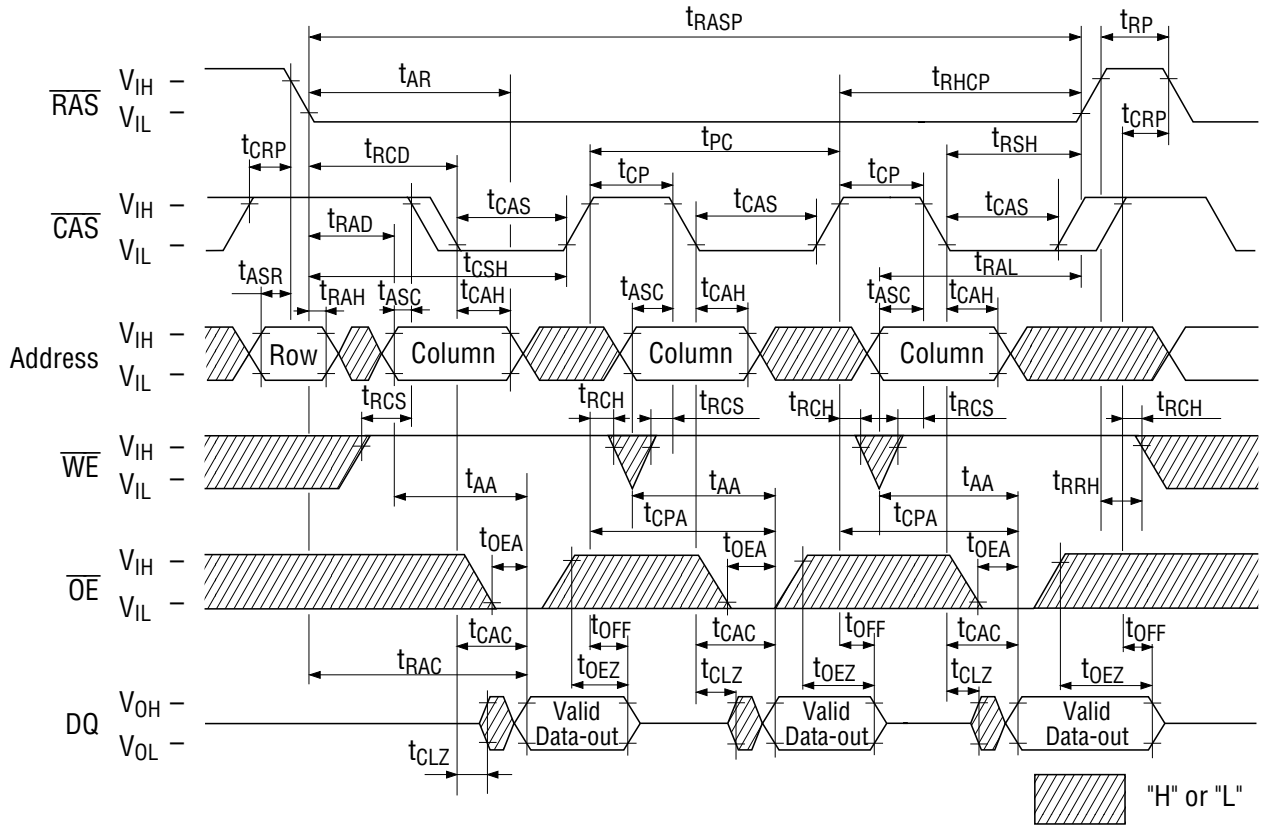 tRASP tRP
tAR tRHCP
RAS VIH
VIL
tCRP tRCD tPC tRSH tCRP
tCP tCP
CAS VIH
VIL
tCAS tCAS tCAS
tRAD
tCSH tRAL
tASR tRAH tASC tCAH tASC tCAH tASC tCAH
Address VIH
VIL
Row Column Column Column
tRCS tRCH tRCS tRCH tRCS tRCH
WE VIH
VIL
tAA tAA tAA tRRH
tCPA tCPA
tOEA tOEA tOEA
OE VIH
VIL
tCAC tOFF tCAC tOFF tCAC tOFF
tRAC tOEZ tCLZ tOEZ tCLZ tOEZ
DQ VOH
VOL
Valid Data-out
Valid Data-out
Valid Data-out
tCLZ
"H" or "L"